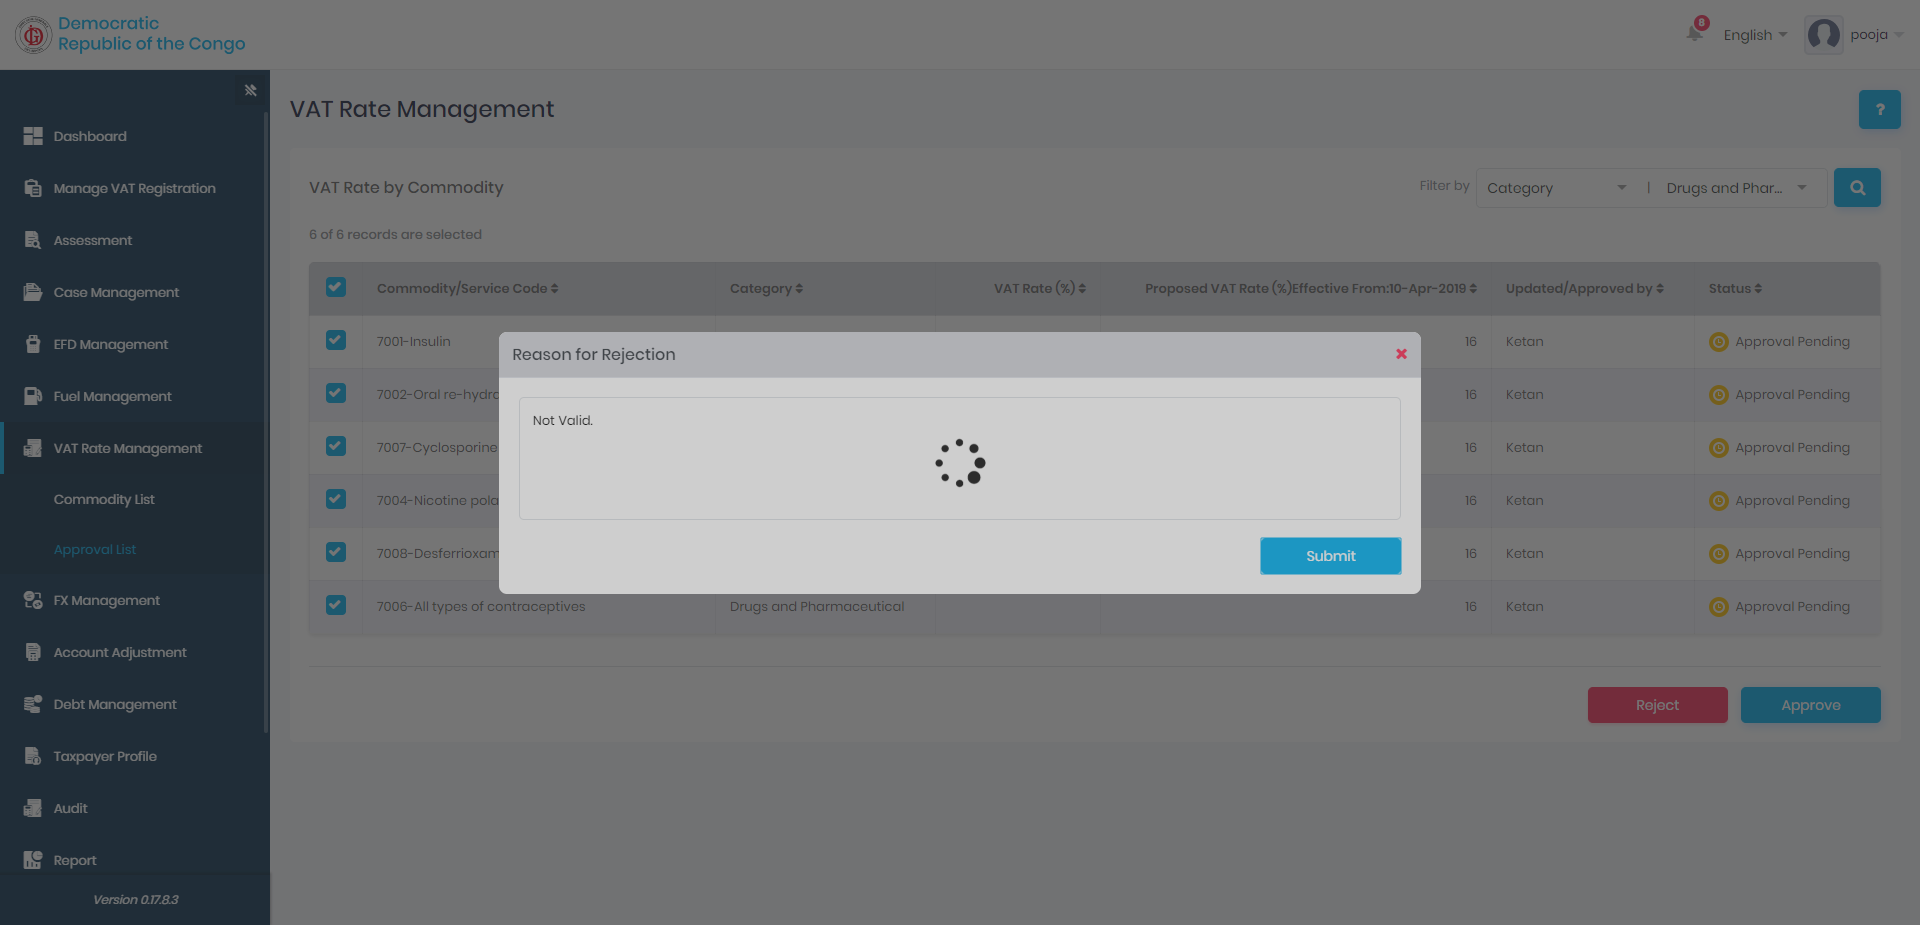 Democratic
Republic of the Congo
8
English
pooja
Dashboard
Manage VAT Registration
Assessment
Case Management
EFD Management
Fuel Management
VAT Rate Management
Commodity List
Approval List
FX Management
Account Adjustment
Debt Management
Taxpayer Profile
Audit
Report
Version 0.17.8.3
VAT Rate Management
?
VAT Rate by Commodity
Filter by Category | Drugs and Phar...
6 of 6 records are selected
Commodity/Service Code Category VAT Rate (%) Proposed VAT Rate (%)Effective From:10-Apr-2019 Updated/Approved by Status
7001-Insulin 16 Ketan Approval Pending
7002-Oral re-hydra 16 Ketan Approval Pending
7007-Cyclosporine 16 Ketan Approval Pending
7004-Nicotine pola 16 Ketan Approval Pending
7008-Desferrioxam 16 Ketan Approval Pending
7006-All types of contraceptives Drugs and Pharmaceutical 16 Ketan Approval Pending
Reason for Rejection
Not Valid.
Submit
Reject Approve